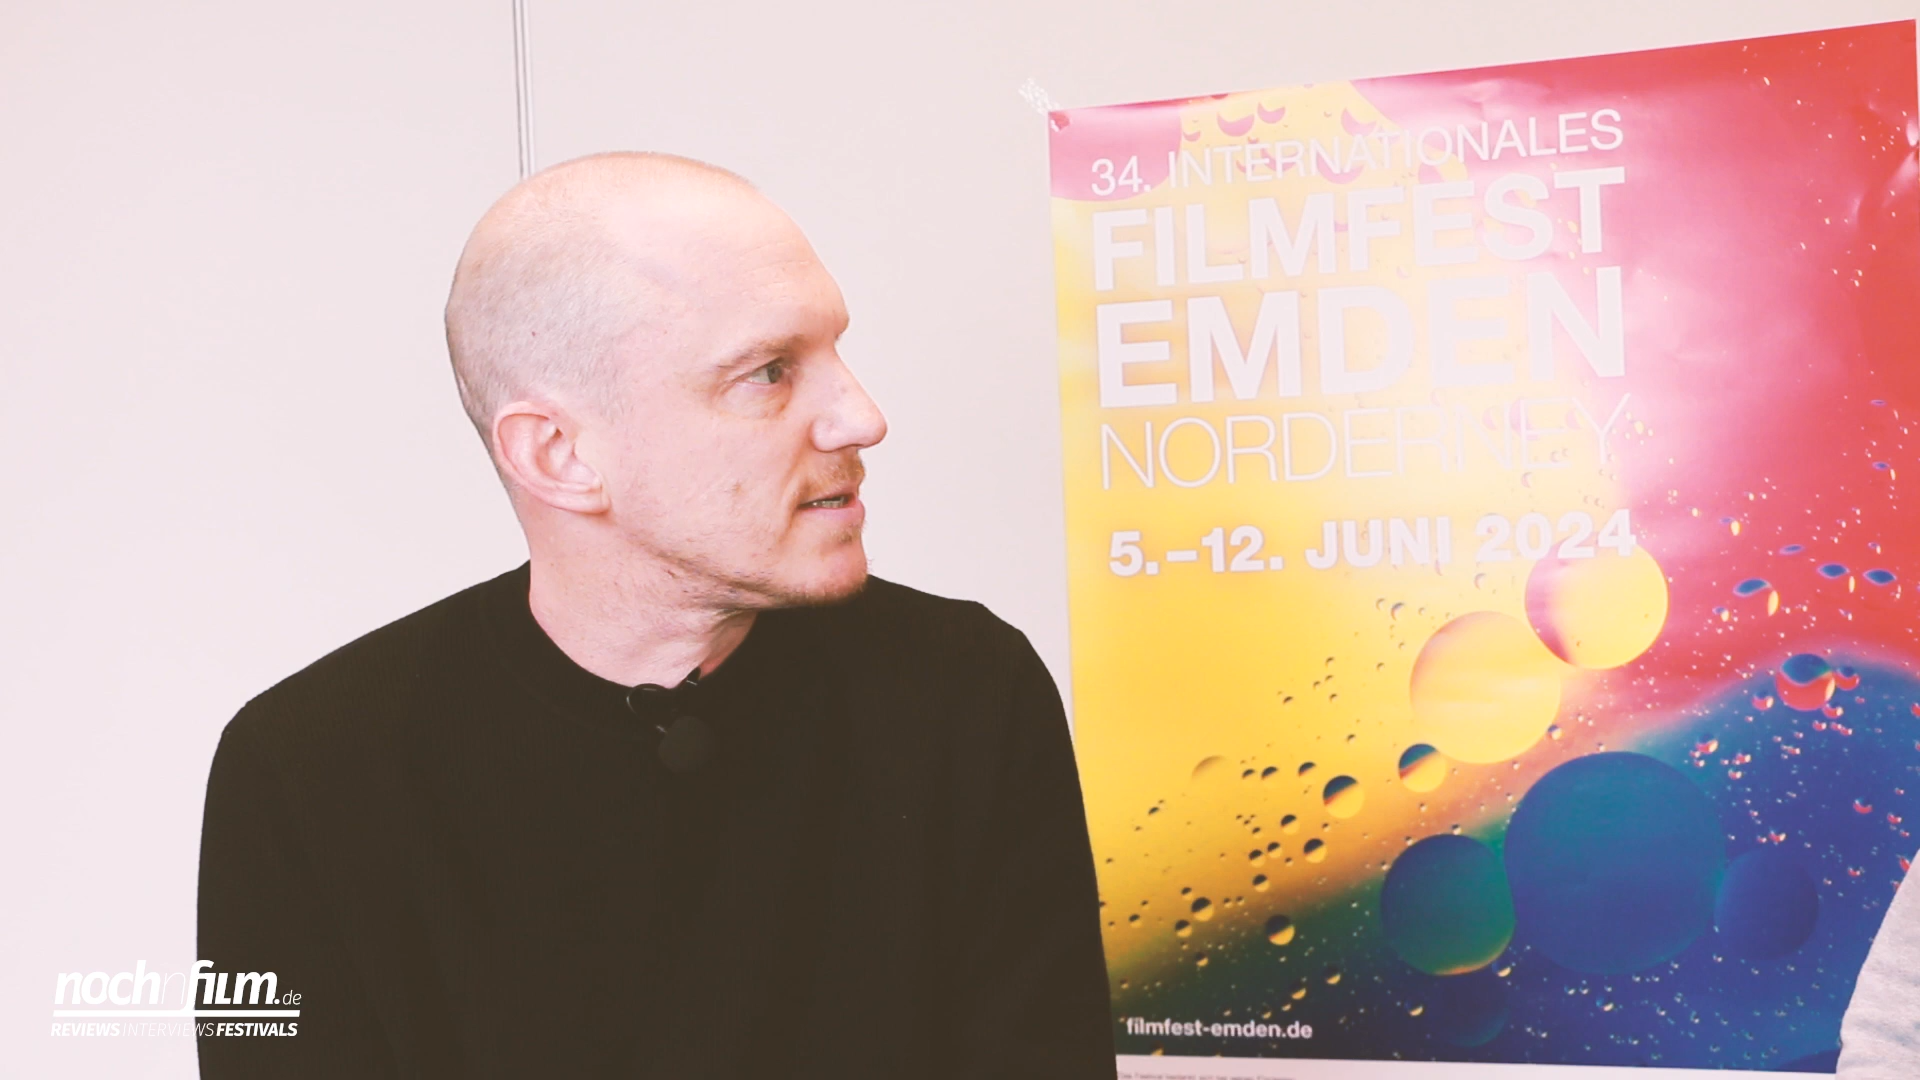 34. INTERNATIONALES
FILMFEST
EMDEN
NORDERNEY
5.–12. JUNI 2024
filmfest-emden.de
nochnfilm.de
REVIEWS INTERVIEWS FESTIVALS